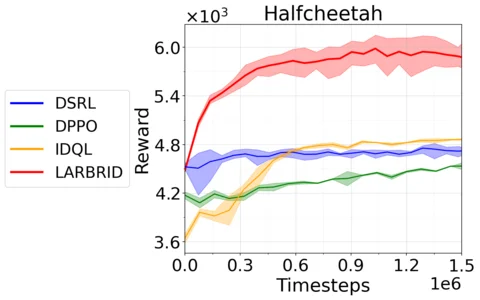 ×10³
Halfcheetah
Reward
6.0
5.4
4.8
4.2
3.6
DSRL
DPPO
IDQL
LARBRID
0.0
0.3
0.6
0.9
1.2
1.5
Timesteps
1e6